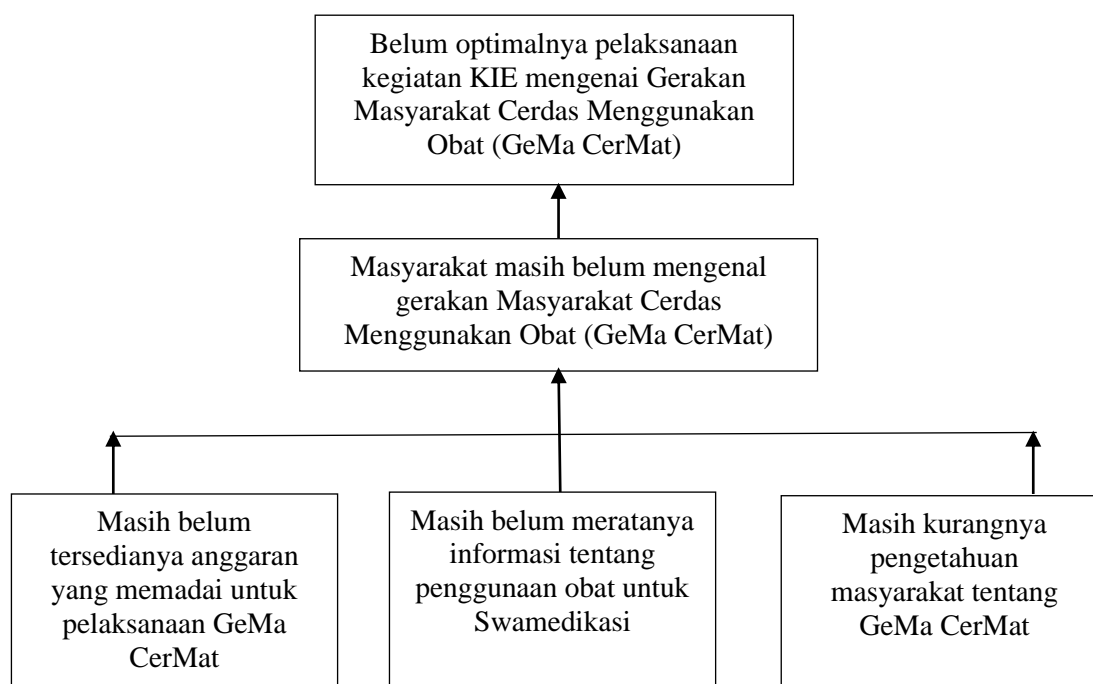 Belum optimalnya pelaksanaan
kegiatan KIE mengenai Gerakan
Masyarakat Cerdas Menggunakan
Obat (GeMa CerMat)
Masyarakat masih belum mengenal
gerakan Masyarakat Cerdas
Menggunakan Obat (GeMa CerMat)
Masih belum
tersedianya anggaran
yang memadai untuk
pelaksanaan GeMa
CerMat
Masih belum meratanya
informasi tentang
penggunaan obat untuk
Swamedikasi
Masih kurangnya
pengetahuan
masyarakat tentang
GeMa CerMat